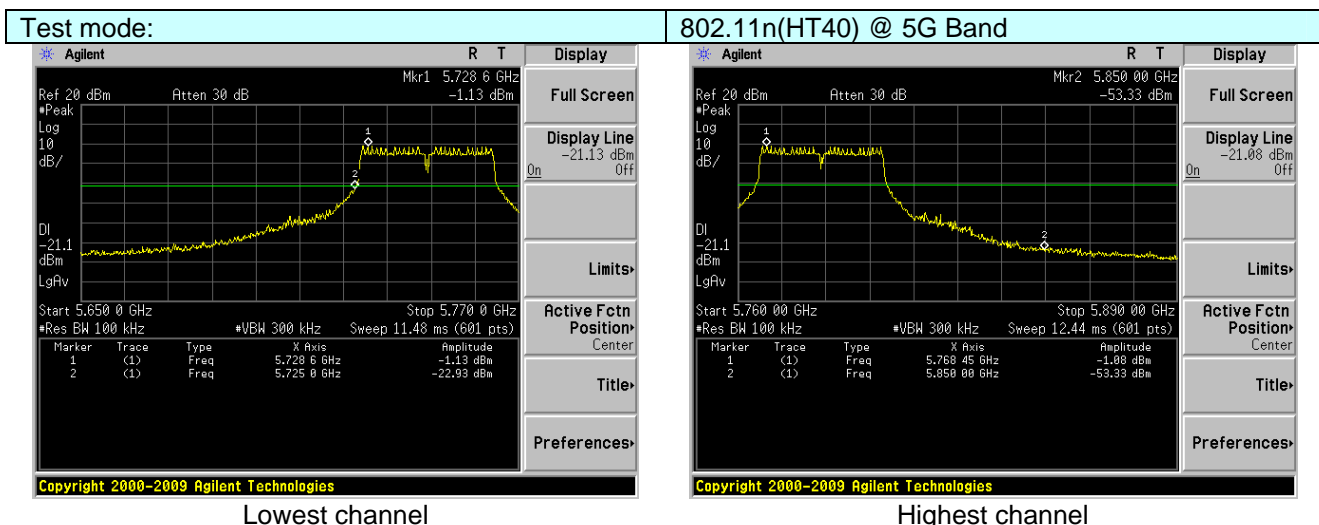 Test mode: 802.11n(HT40) @ 5G Band
Agilent R T Display
Mkr1 5.728 6 GHz
Ref 20 dBm Atten 30 dB -1.13 dBm
#Peak
Log
10
dB/
1
2
DI
-21.1
dBm
LgAv
Start 5.650 0 GHz Stop 5.770 0 GHz
#Res BW 100 kHz #VBW 300 kHz Sweep 11.48 ms (601 pts)
Marker Trace Type X Axis Amplitude
1 (1) Freq 5.728 6 GHz -1.13 dBm
2 (1) Freq 5.725 0 GHz -22.93 dBm
Full Screen
Display Line
-21.13 dBm
On Off
Limits
Active Fctn
Position
Center
Title
Preferences
Copyright 2000-2009 Agilent Technologies
Lowest channel
Agilent R T Display
Mkr2 5.850 00 GHz
Ref 20 dBm Atten 30 dB -53.33 dBm
#Peak
Log
10
dB/
1
2
DI
-21.1
dBm
LgAv
Start 5.760 00 GHz Stop 5.890 00 GHz
#Res BW 100 kHz #VBW 300 kHz Sweep 12.44 ms (601 pts)
Marker Trace Type X Axis Amplitude
1 (1) Freq 5.768 45 GHz -1.08 dBm
2 (1) Freq 5.850 00 GHz -53.33 dBm
Full Screen
Display Line
-21.08 dBm
On Off
Limits
Active Fctn
Position
Center
Title
Preferences
Copyright 2000-2009 Agilent Technologies
Highest channel